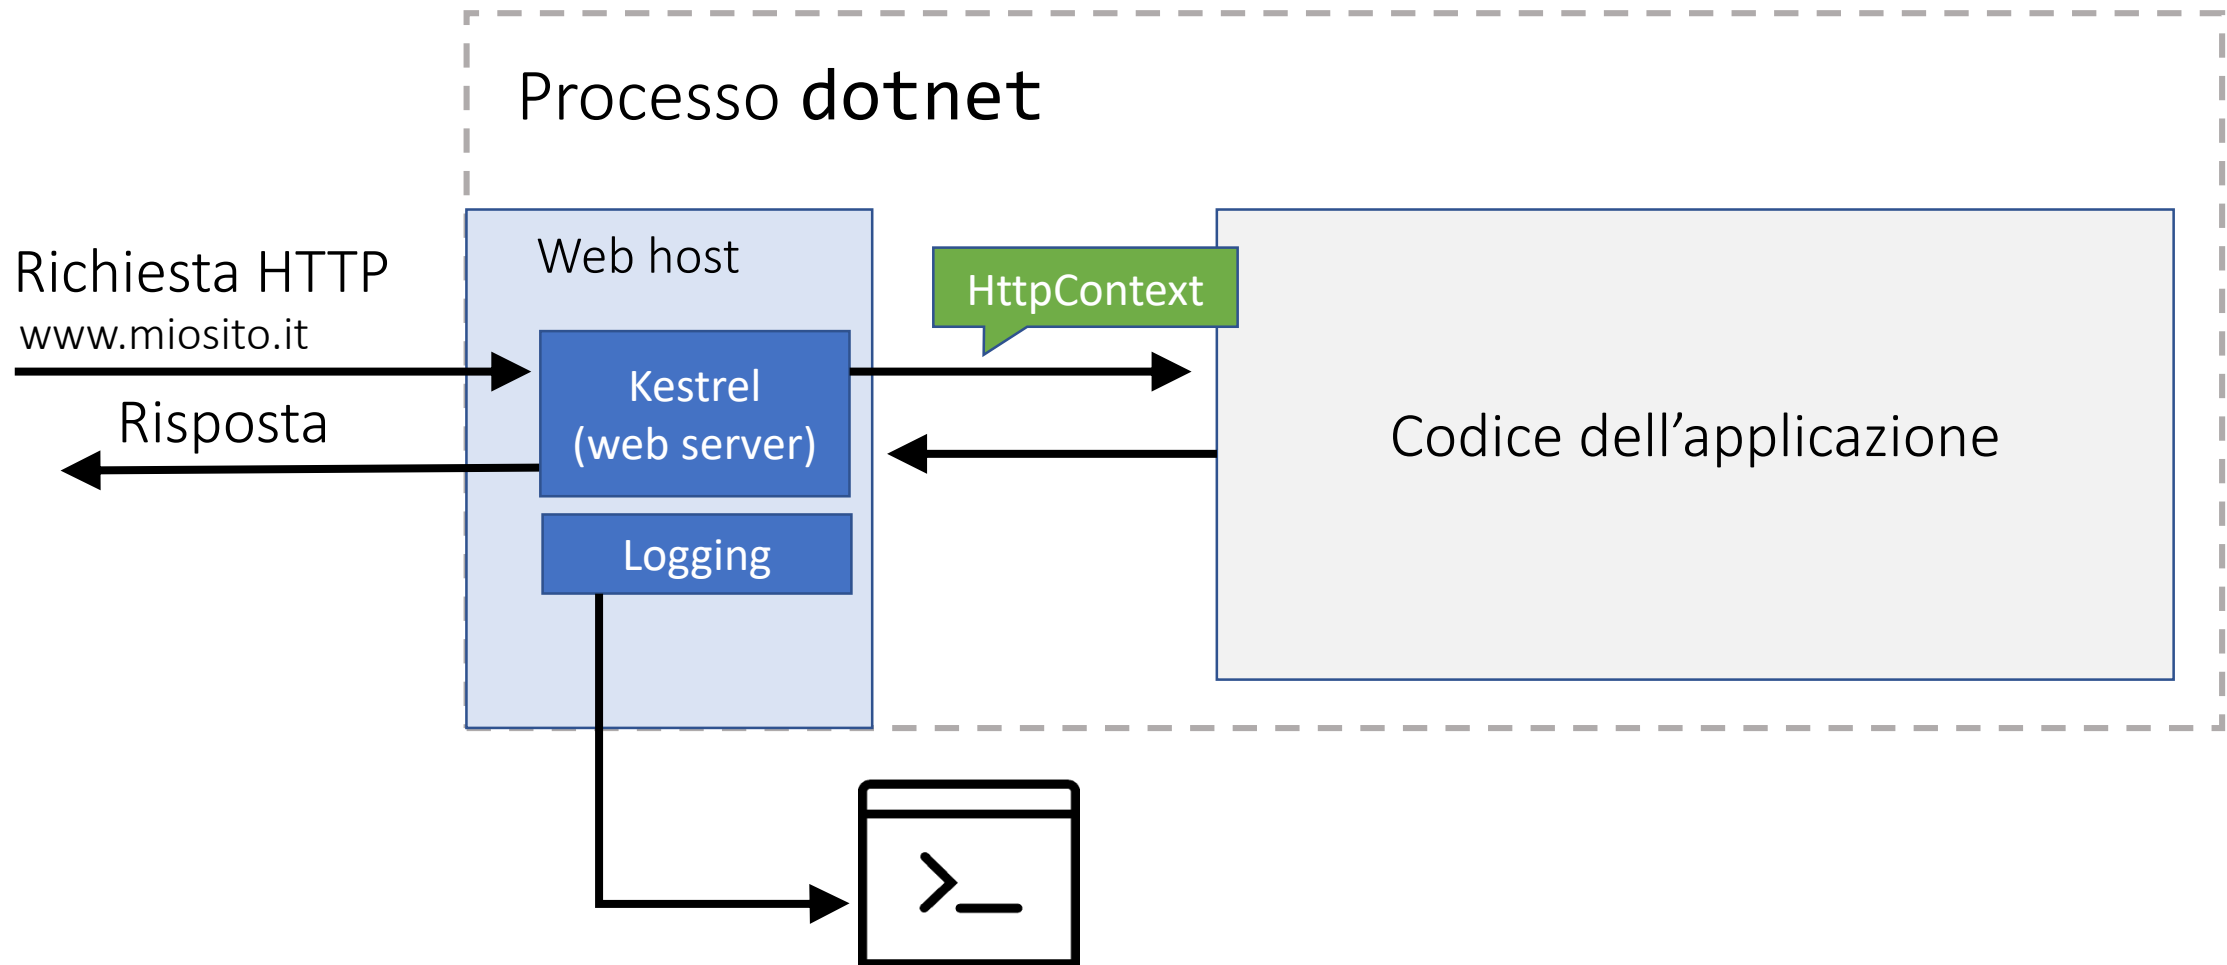 Processo dotnet
Web host
Richiesta HTTP
www.miosito.it
HttpContext
Kestrel
(web server)
Risposta
Codice dell’applicazione
Logging
>_